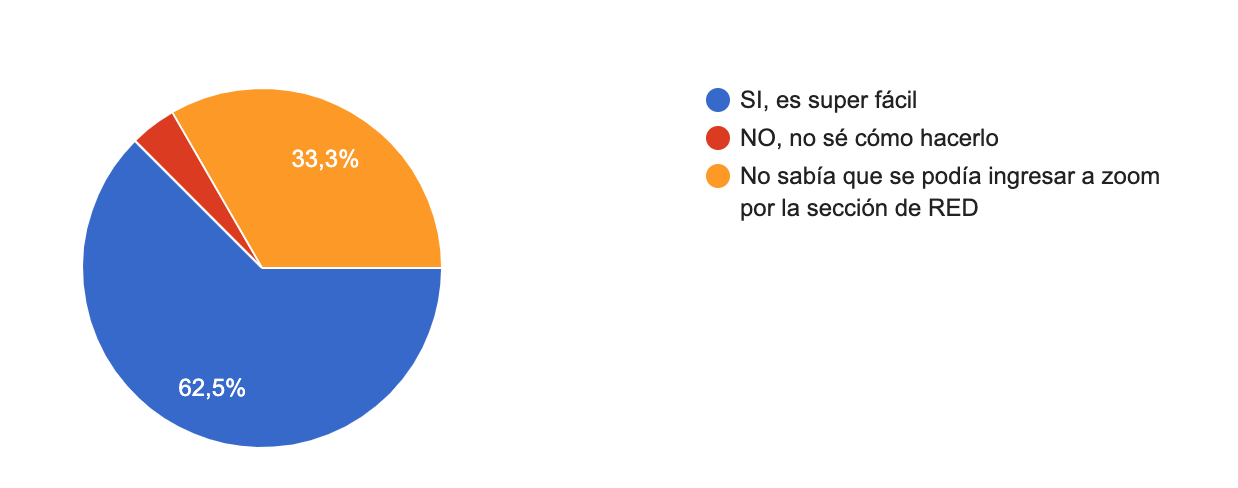 SI, es super fácil
NO, no sé cómo hacerlo
No sabía que se podía ingresar a zoom
por la sección de RED
33,3%
62,5%